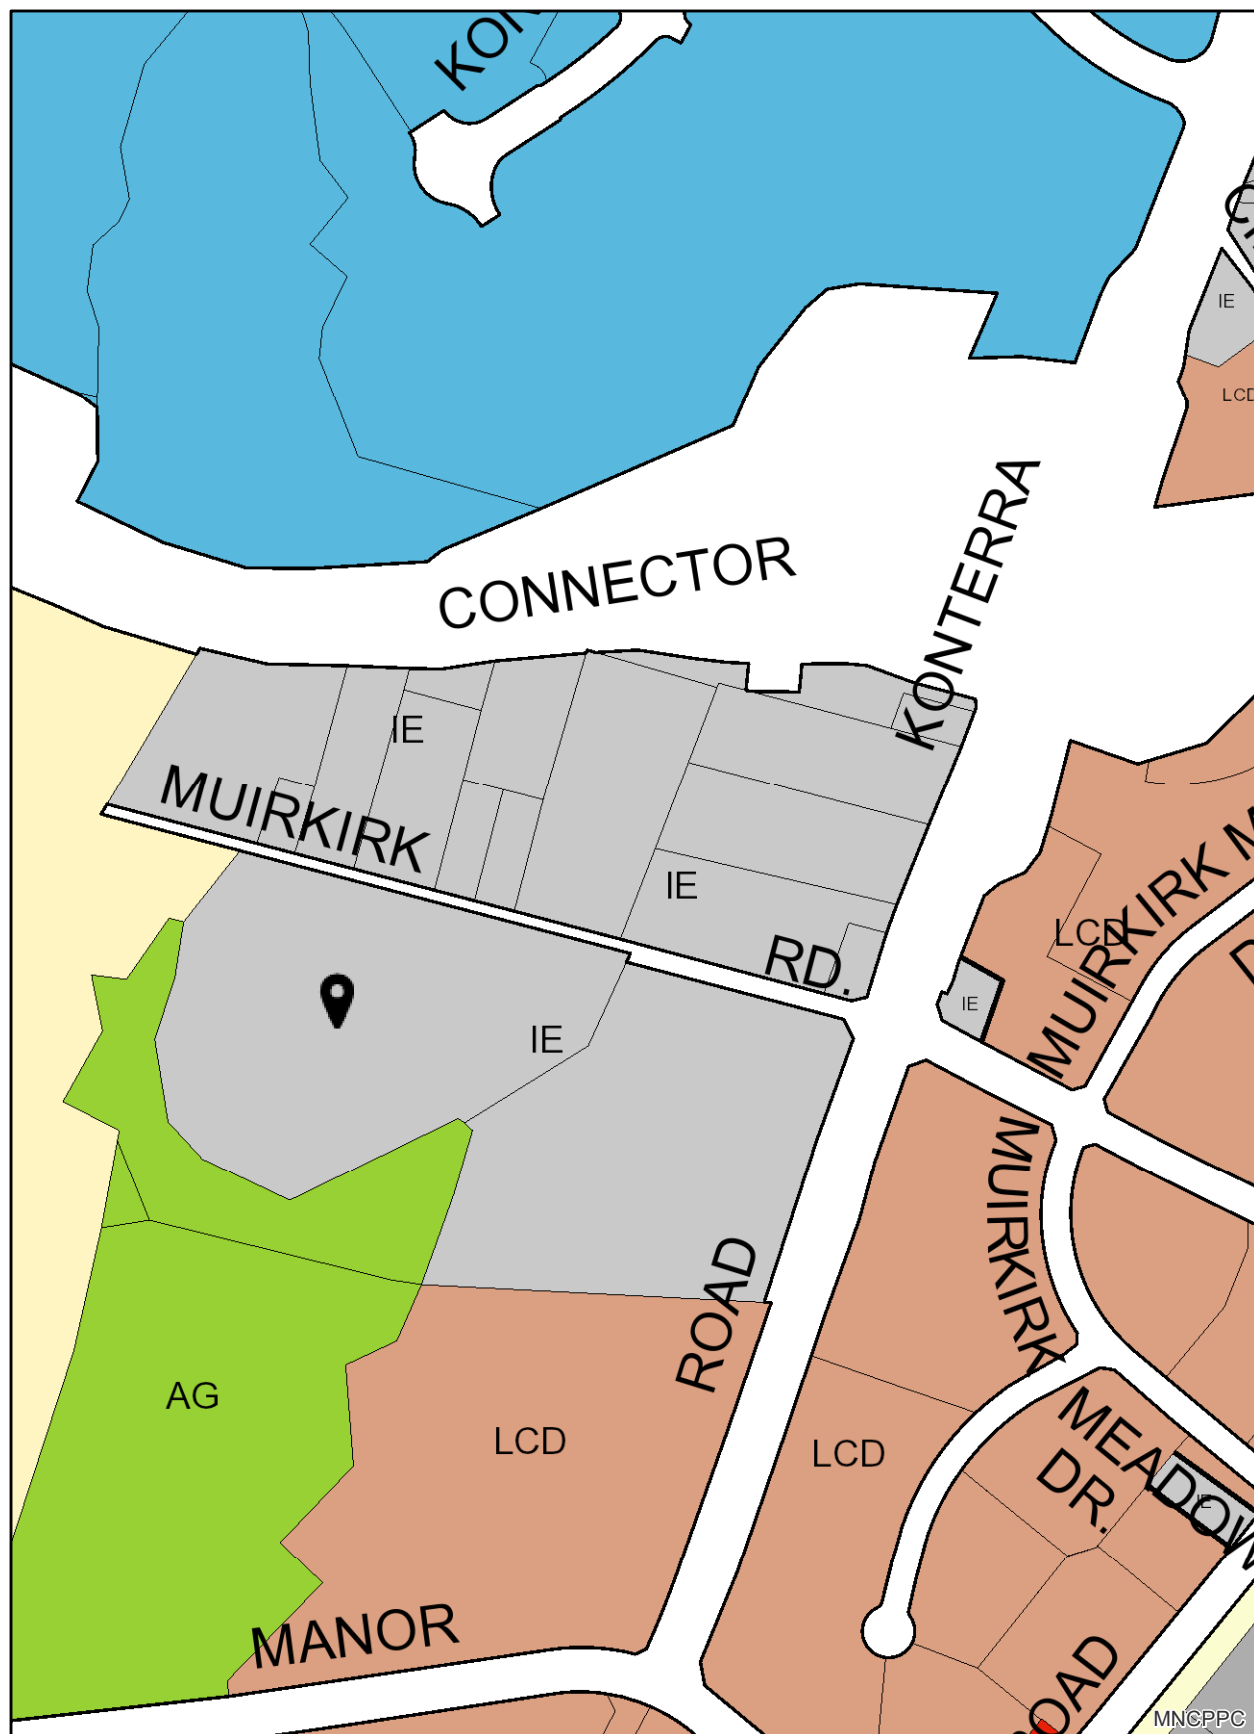 IE
LCD
KONTERRA
CONNECTOR
IE
MUIRKIRK
IE
RD.
LCD
MUIRKIRK
IE
IE
MUIRKIRK
ROAD
AG
LCD
LCD
MEADOW
DR.
IE
MANOR
ROAD
MNCPPC